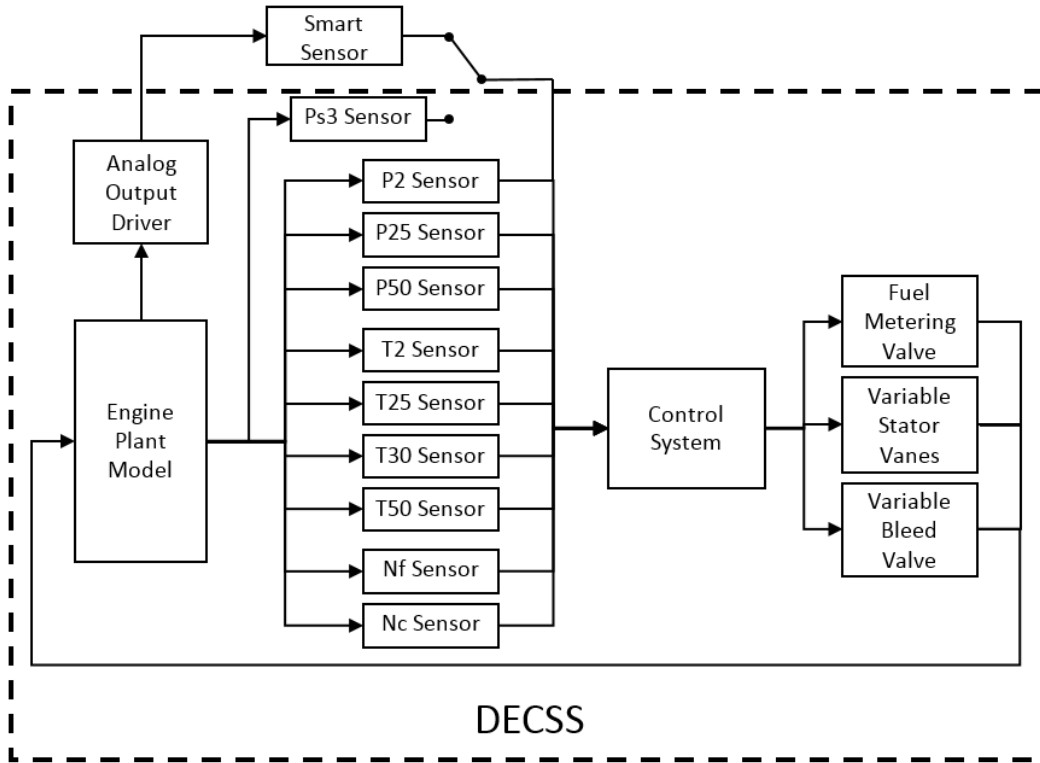 Smart
Sensor
Ps3 Sensor
Analog
Output
Driver
P2 Sensor
P25 Sensor
P50 Sensor
T2 Sensor
T25 Sensor
T30 Sensor
T50 Sensor
Nf Sensor
Nc Sensor
Engine
Plant
Model
Control
System
Fuel
Metering
Valve
Variable
Stator
Vanes
Variable
Bleed
Valve
DECSS